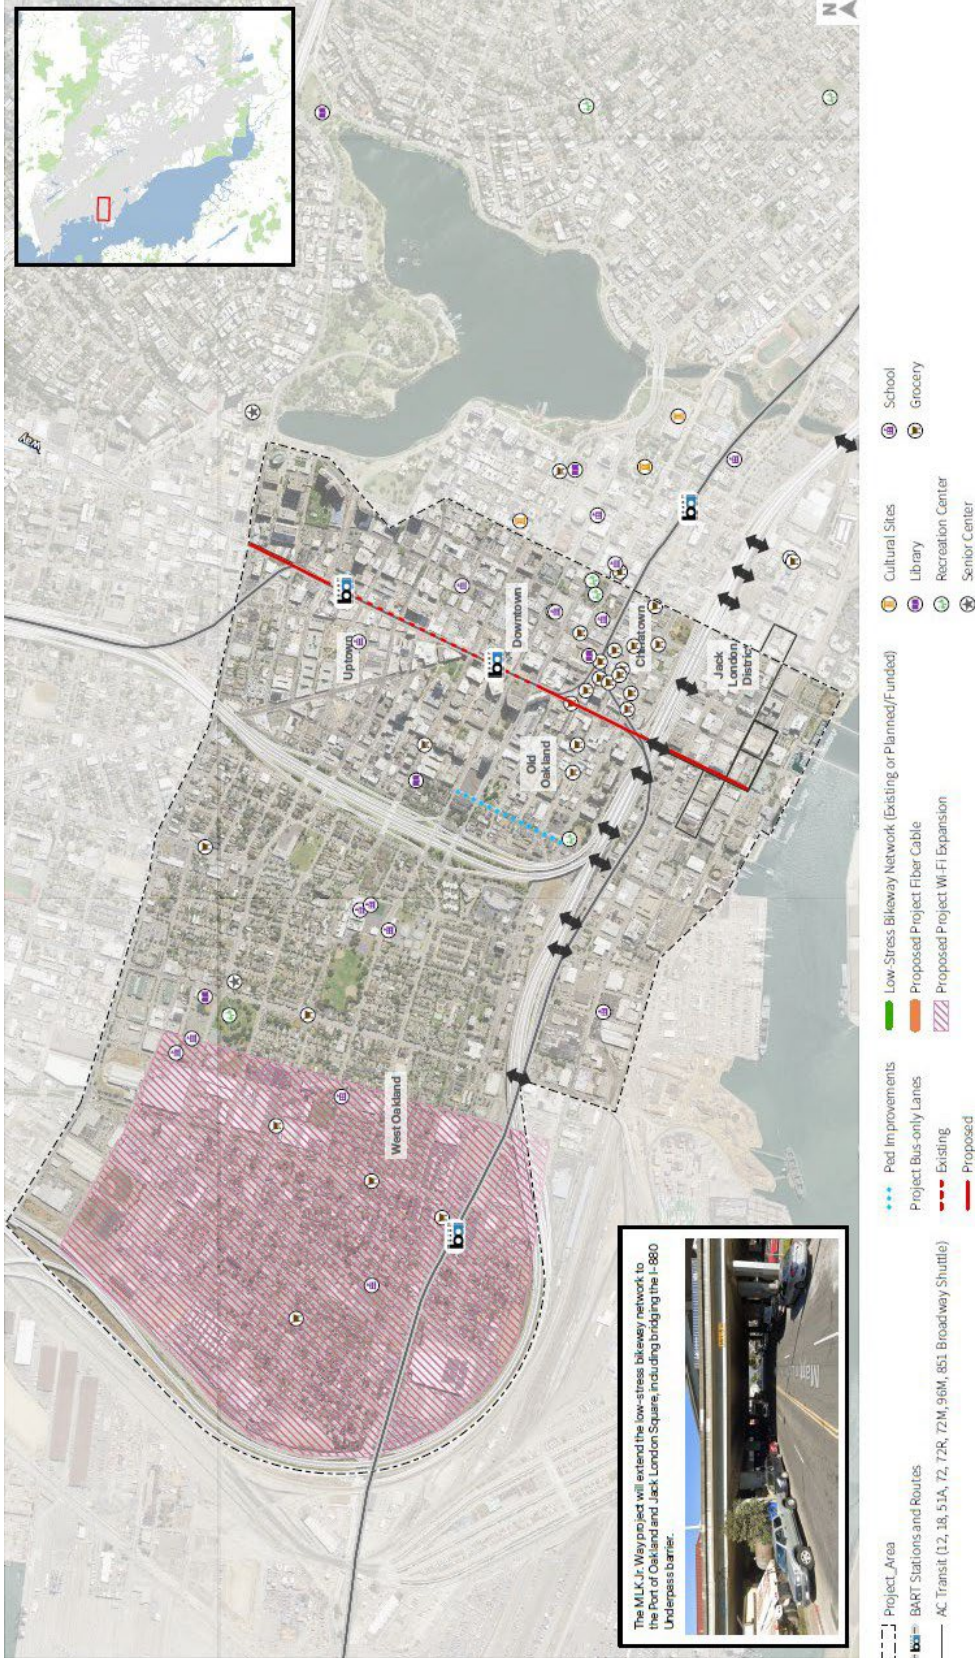 N
Way
Uptown
Downtown
Chinatown
Old
Oakland
Jack
London
District
West Oakland
The MLK Jr. Way project will extend the low-stress bikeway network to
the Port of Oakland and Jack London Square, including bridging the I-880
Underpass barrier.
Project_Area
BART Stations and Routes
AC Transit (12, 18, 51A, 72, 72R, 72M, 96M, 851 Broadway Shuttle)
Ped Improvements
Project Bus-only Lanes
Existing
Proposed
Low-Stress Bikeway Network (Existing or Planned/Funded)
Proposed Project Fiber Cable
Proposed Project Wi-Fi Expansion
Cultural Sites
Library
Recreation Center
Senior Center
School
Grocery